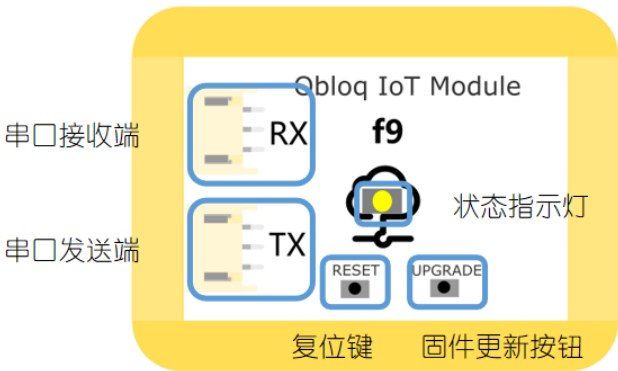 Obloq IoT Module
f9
串口接收端
RX
状态指示灯
串口发送端
TX
RESET
UPGRADE
复位键
固件更新按钮